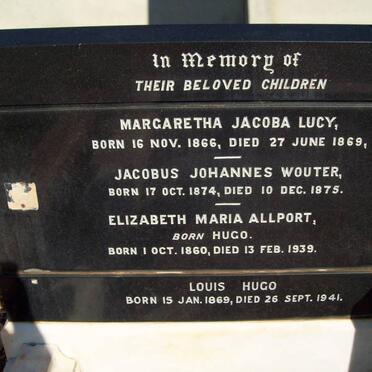 In Memory of
THEIR BELOVED CHILDREN
MARGARETHA JACOBA LUCY,
BORN 16 NOV. 1866, DIED 27 JUNE 1869,
JACOBUS JOHANNES WOUTER,
BORN 17 OCT. 1874, DIED 10 DEC. 1875.
ELIZABETH MARIA ALLPORT,
BORN HUGO.
BORN 1 OCT. 1860, DIED 13 FEB. 1939.
LOUIS HUGO
BORN 15 JAN. 1869, DIED 26 SEPT. 1941.